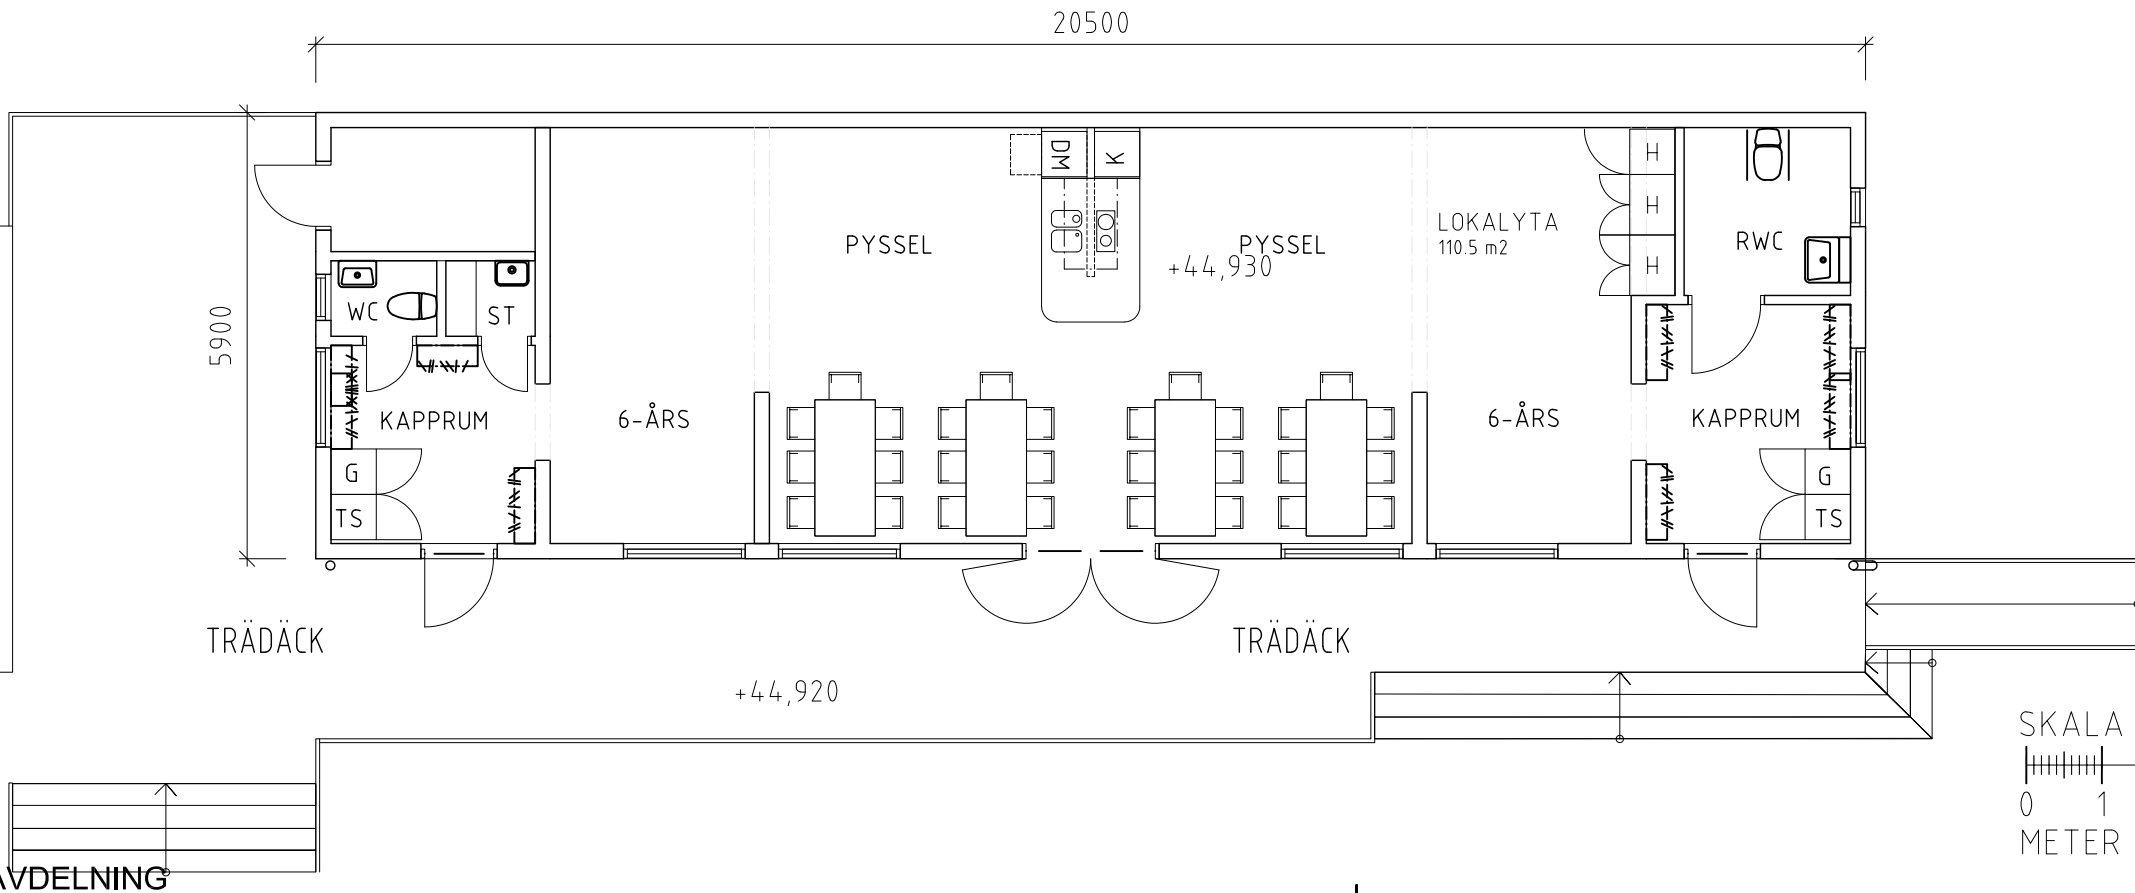 20500
5900
DM
K
H
H
H
LOKALYTA
110.5 m2
PYSSEL
PYSSEL
+44,930
RWC
WC
ST
KAPPRUM
6-ÅRS
6-ÅRS
KAPPRUM
G
TS
G
TS
TRÄDÄCK
TRÄDÄCK
+44,920
SKALA
0 1
METER
AVDELNING